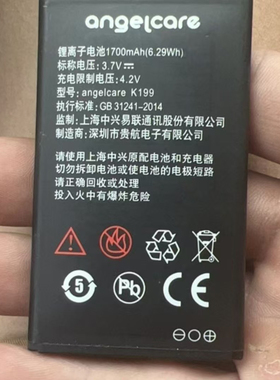 angelcare
锂离子电池1700mAh(6.29Wh)
标称电压：3.7V⎓
充电限制电压：4.2V
型号：angelcare K199
执行标准：GB 31241-2014
监制：上海中兴易联通讯股份有限公司
制造商：深圳市贵航电子有限公司
请使用上海中兴原配电池和充电器
切勿拆卸电池或使电池的电极短路
请正确回收废弃电池
投入火中有爆炸危险
5
Pb